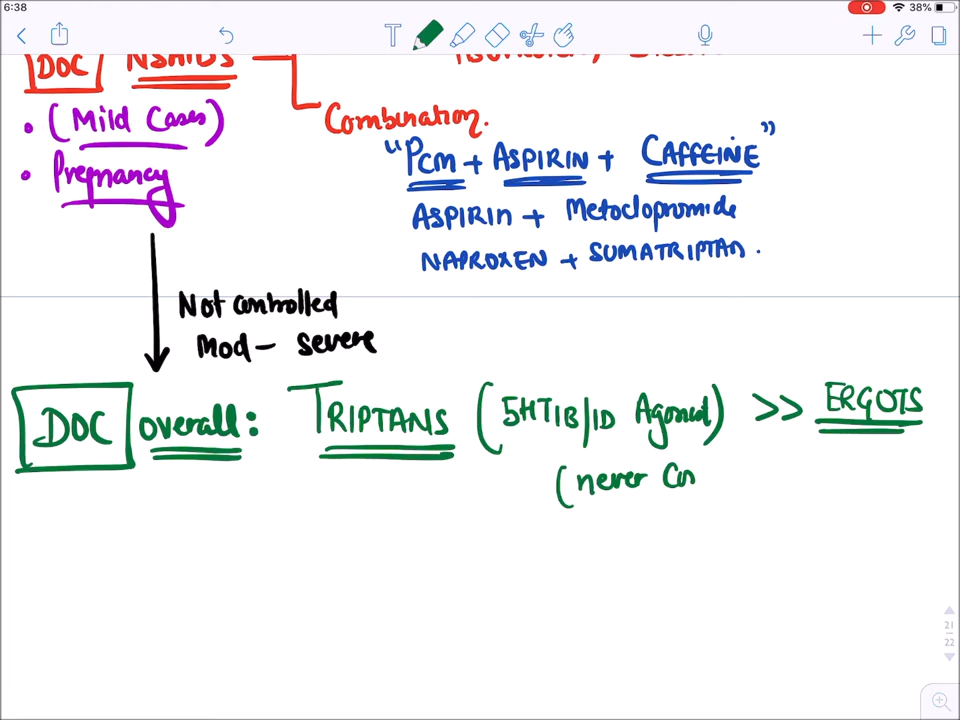 6:38
38%
T
DOC NSAIDS
Combination.
• (Mild Cases)
• Pregnancy
"PCM + ASPIRIN + CAFFEINE"
ASPIRIN + Metoclopromide
NAPROXEN + SUMATRIPTAN.
Not controlled
Mod - severe
DOC overall: TRIPTANS (5HT1B/1D Agonist) >> ERGOTS
(never Con
21
22